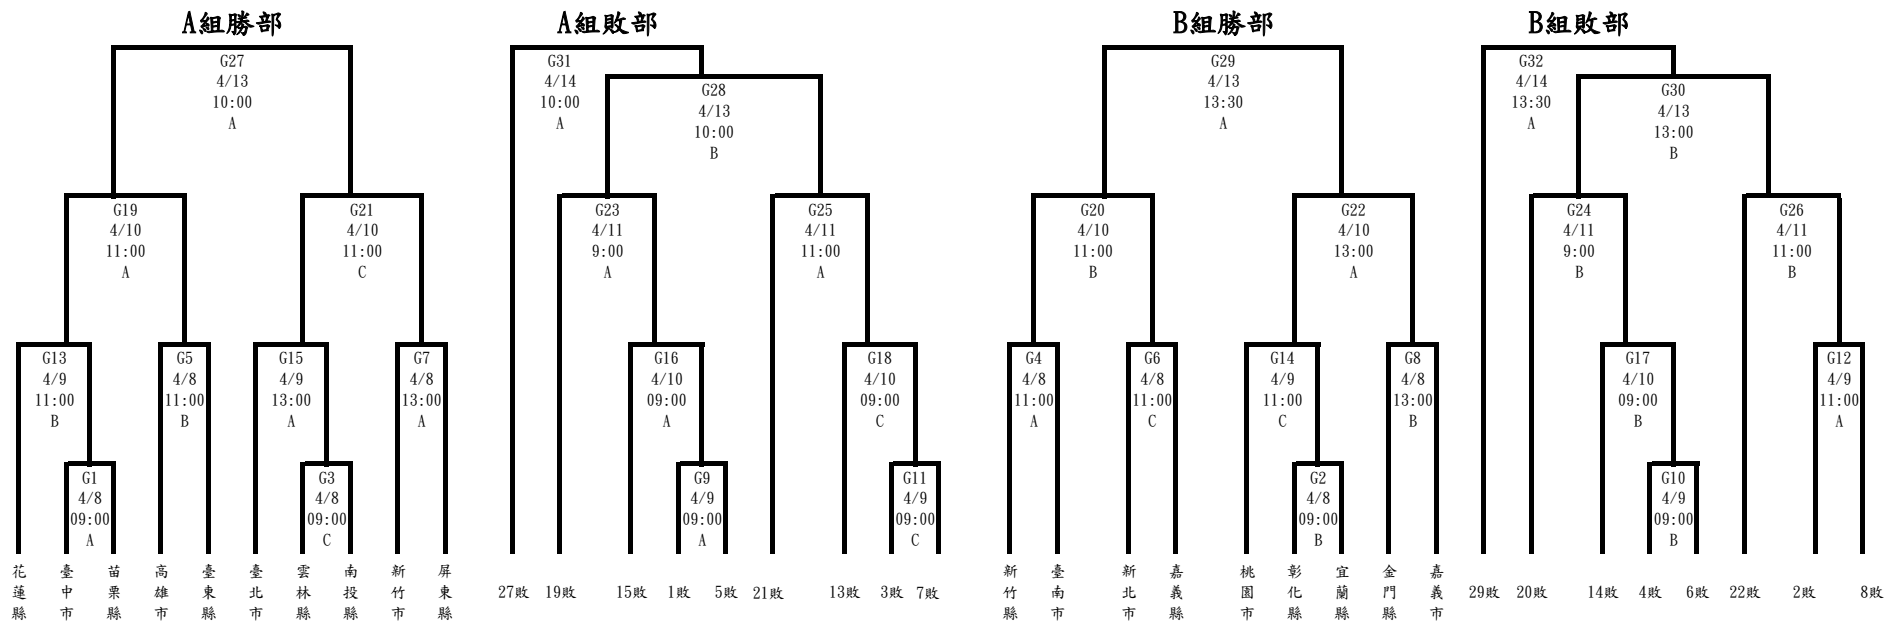 A組勝部
A組敗部
B組勝部
B組敗部
G27
4/13
10:00
A
G31
4/14
10:00
A
G28
4/13
10:00
B
G29
4/13
13:30
A
G32
4/14
13:30
A
G30
4/13
13:00
B
G19
4/10
11:00
A
G21
4/10
11:00
C
G23
4/11
9:00
A
G25
4/11
11:00
A
G20
4/10
11:00
B
G22
4/10
13:00
A
G24
4/11
9:00
B
G26
4/11
11:00
B
G13
4/9
11:00
B
G5
4/8
11:00
B
G15
4/9
13:00
A
G7
4/8
13:00
A
G16
4/10
09:00
A
G18
4/10
09:00
C
G4
4/8
11:00
A
G6
4/8
11:00
C
G14
4/9
11:00
C
G8
4/8
13:00
B
G17
4/10
09:00
B
G12
4/9
11:00
A
G1
4/8
09:00
A
G3
4/8
09:00
C
G9
4/9
09:00
A
G11
4/9
09:00
C
G2
4/8
09:00
B
G10
4/9
09:00
B
花蓮縣
臺中市
苗栗縣
高雄市
臺東縣
臺北市
雲林縣
南投縣
新竹市
屏東縣
27敗
19敗
15敗
1敗
5敗
21敗
13敗
3敗
7敗
新竹縣
臺南市
新北市
嘉義縣
桃園市
彰化縣
宜蘭縣
金門縣
嘉義市
29敗
20敗
14敗
4敗
6敗
22敗
2敗
8敗